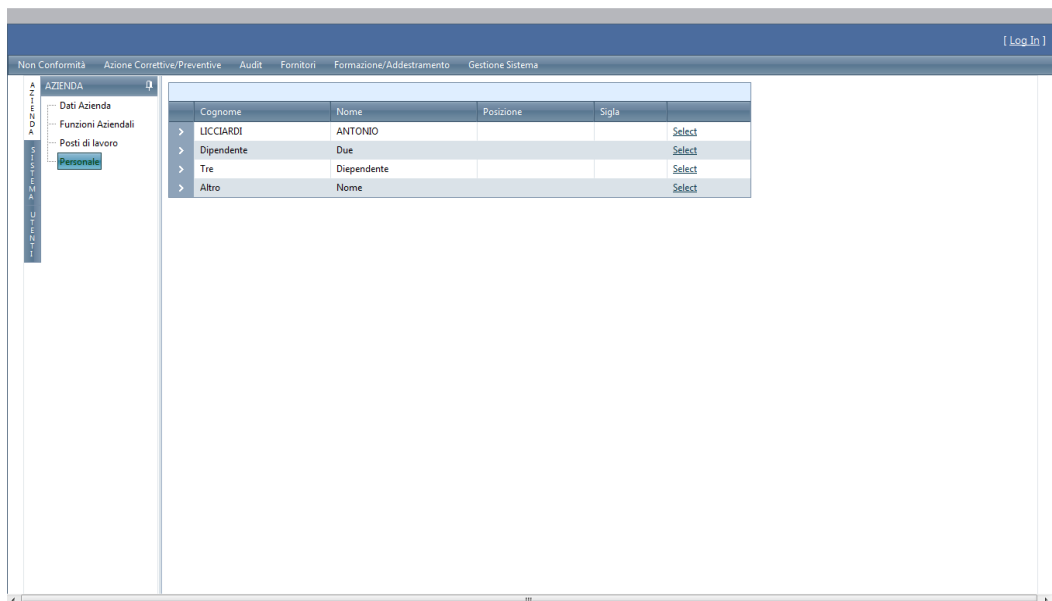 [ Log In ]
Non Conformità Azione Correttive/Preventive Audit Fornitori Formazione/Addestramento Gestione Sistema
AZIENDA
SISTEMA
UTENTI
AZIENDA
Dati Azienda
Funzioni Aziendali
Posti di lavoro
Personale
Cognome Nome Posizione Sigla
LICCIARDI ANTONIO Select
Dipendente Due Select
Tre Diependente Select
Altro Nome Select